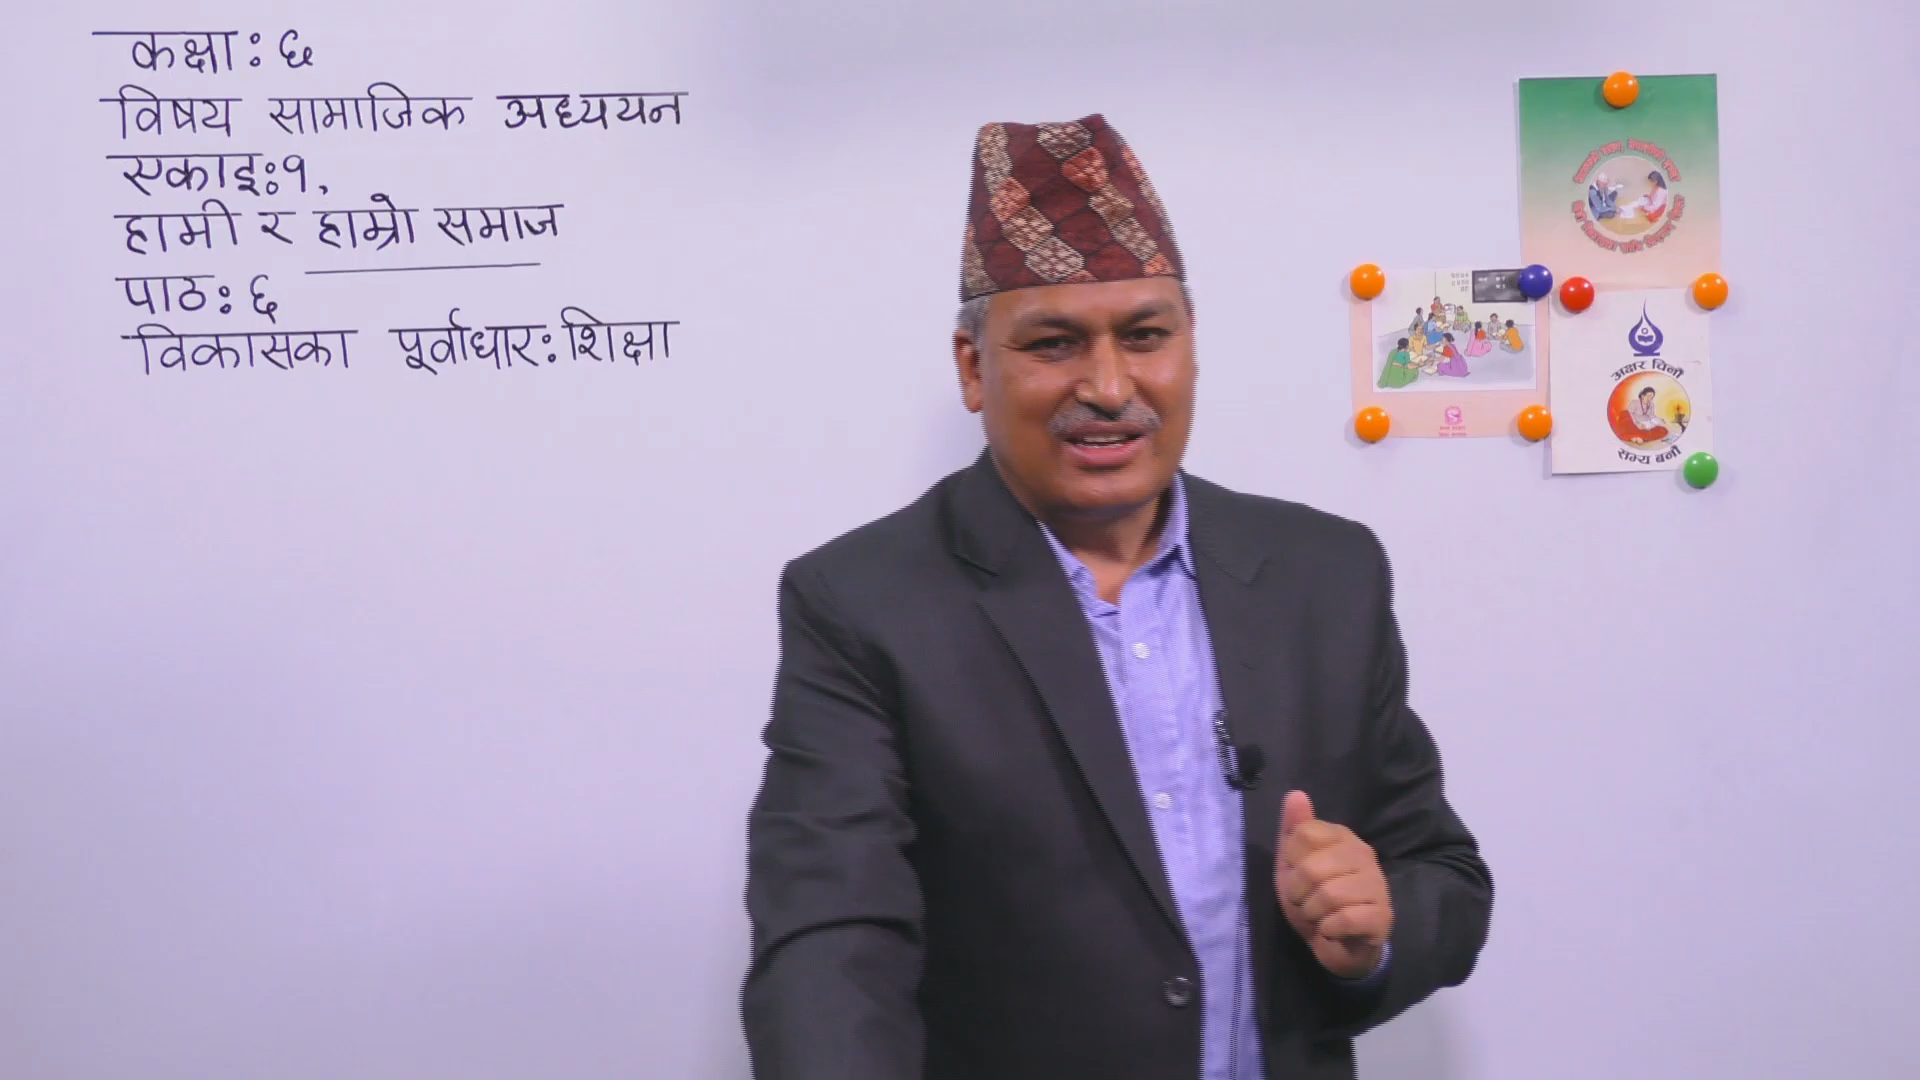 कक्षा: ६
विषय सामाजिक अध्ययन
एकाइ:१,
हामी र हाम्रो समाज
पाठ: ६
विकासका पूर्वाधार: शिक्षा
अक्षर चिनौं
सभ्य बनौं